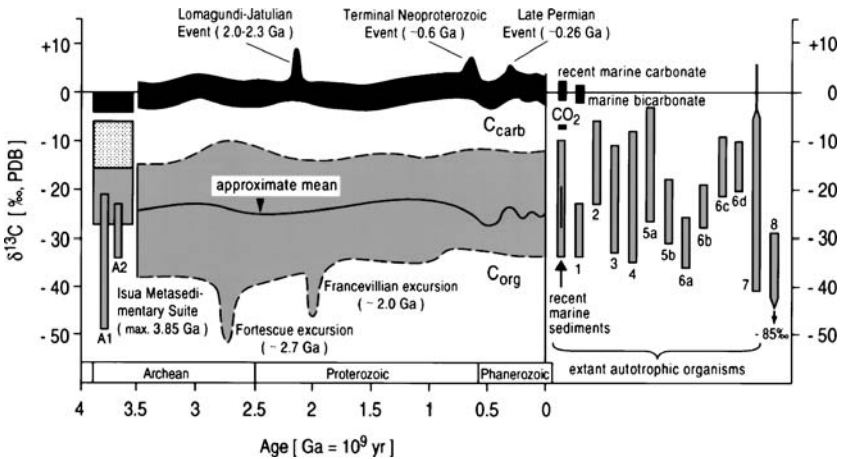 Lomagundi-Jatulian
Event ( 2.0-2.3 Ga )
Terminal Neoproterozoic
Event (~0.6 Ga)
Late Permian
Event (~0.26 Ga)
+10
0
- 10
- 20
- 30
- 40
- 50
δ¹³C [ ‰, PDB]
recent marine carbonate
marine bicarbonate
CO₂
C carb
approximate mean
C org
A1
A2
Isua Metasedi-
mentary Suite
( max. 3.85 Ga )
Fortescue excursion
( ~ 2.7 Ga )
Francevillian excursion
( ~ 2.0 Ga )
recent
marine
sediments
1
2
3
4
5a
5b
6a
6b
6c
6d
7
8
- 85‰
extant autotrophic organisms
+10
0
- 10
- 20
- 30
- 40
- 50
Archean
Proterozoic
Phanerozoic
4 3.5 3 2.5 2 1 0.5 0
Age [ Ga = 10⁹ yr ]